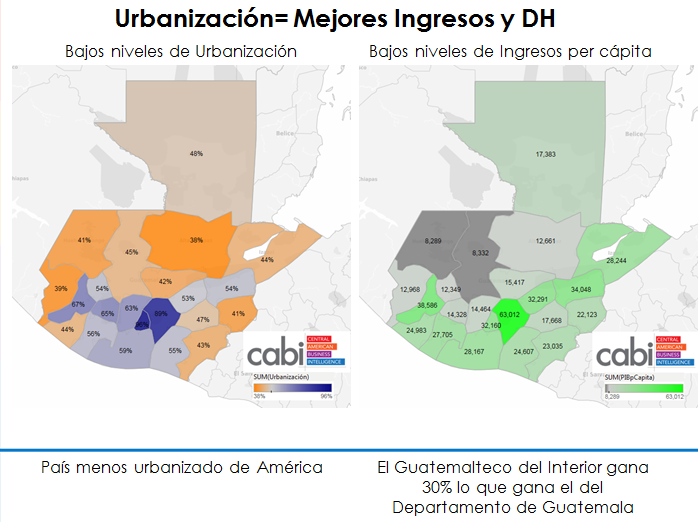 Urbanización= Mejores Ingresos y DH
Bajos niveles de Urbanización
Bajos niveles de Ingresos per cápita
Belice
Chiapas
48%
41%
45%
38%
44%
39%
67%
54%
42%
53%
54%
65%
63%
89%
47%
41%
44%
56%
59%
55%
43%
cabi
CENTRAL
AMERICAN
BUSINESS
INTELLIGENCE
SUM(Urbanización)
38%
96%
Belice
17,383
8,289
8,332
12,661
28,244
12,968
12,349
15,417
34,048
38,586
14,328
14,464
63,012
32,291
32,160
17,668
22,123
24,983
27,705
28,167
24,607
23,035
El Sa
cabi
CENTRAL
AMERICAN
BUSINESS
INTELLIGENCE
SUM(PIBpCapita)
8,289
63,012
País menos urbanizado de América
El Guatemalteco del Interior gana
30% lo que gana el del
Departamento de Guatemala